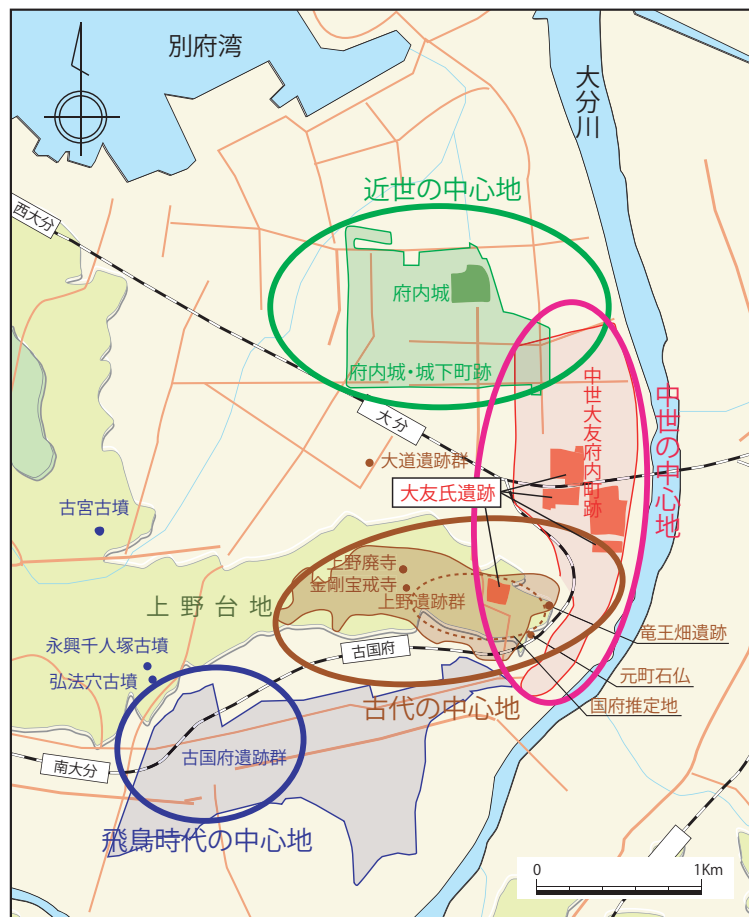 別府湾
大分川
近世の中心地
西大分
府内城
府内城・城下町跡
大分
中世大友府内町跡
中世の中心地
大道遺跡群
大友氏遺跡
古宮古墳
上野廃寺
金剛宝戒寺
上野遺跡群
上野台地
竜王畑遺跡
古国府
永興千人塚古墳
元町石仏
弘法穴古墳
国府推定地
古代の中心地
古国府遺跡群
南大分
飛鳥時代の中心地
0 1Km